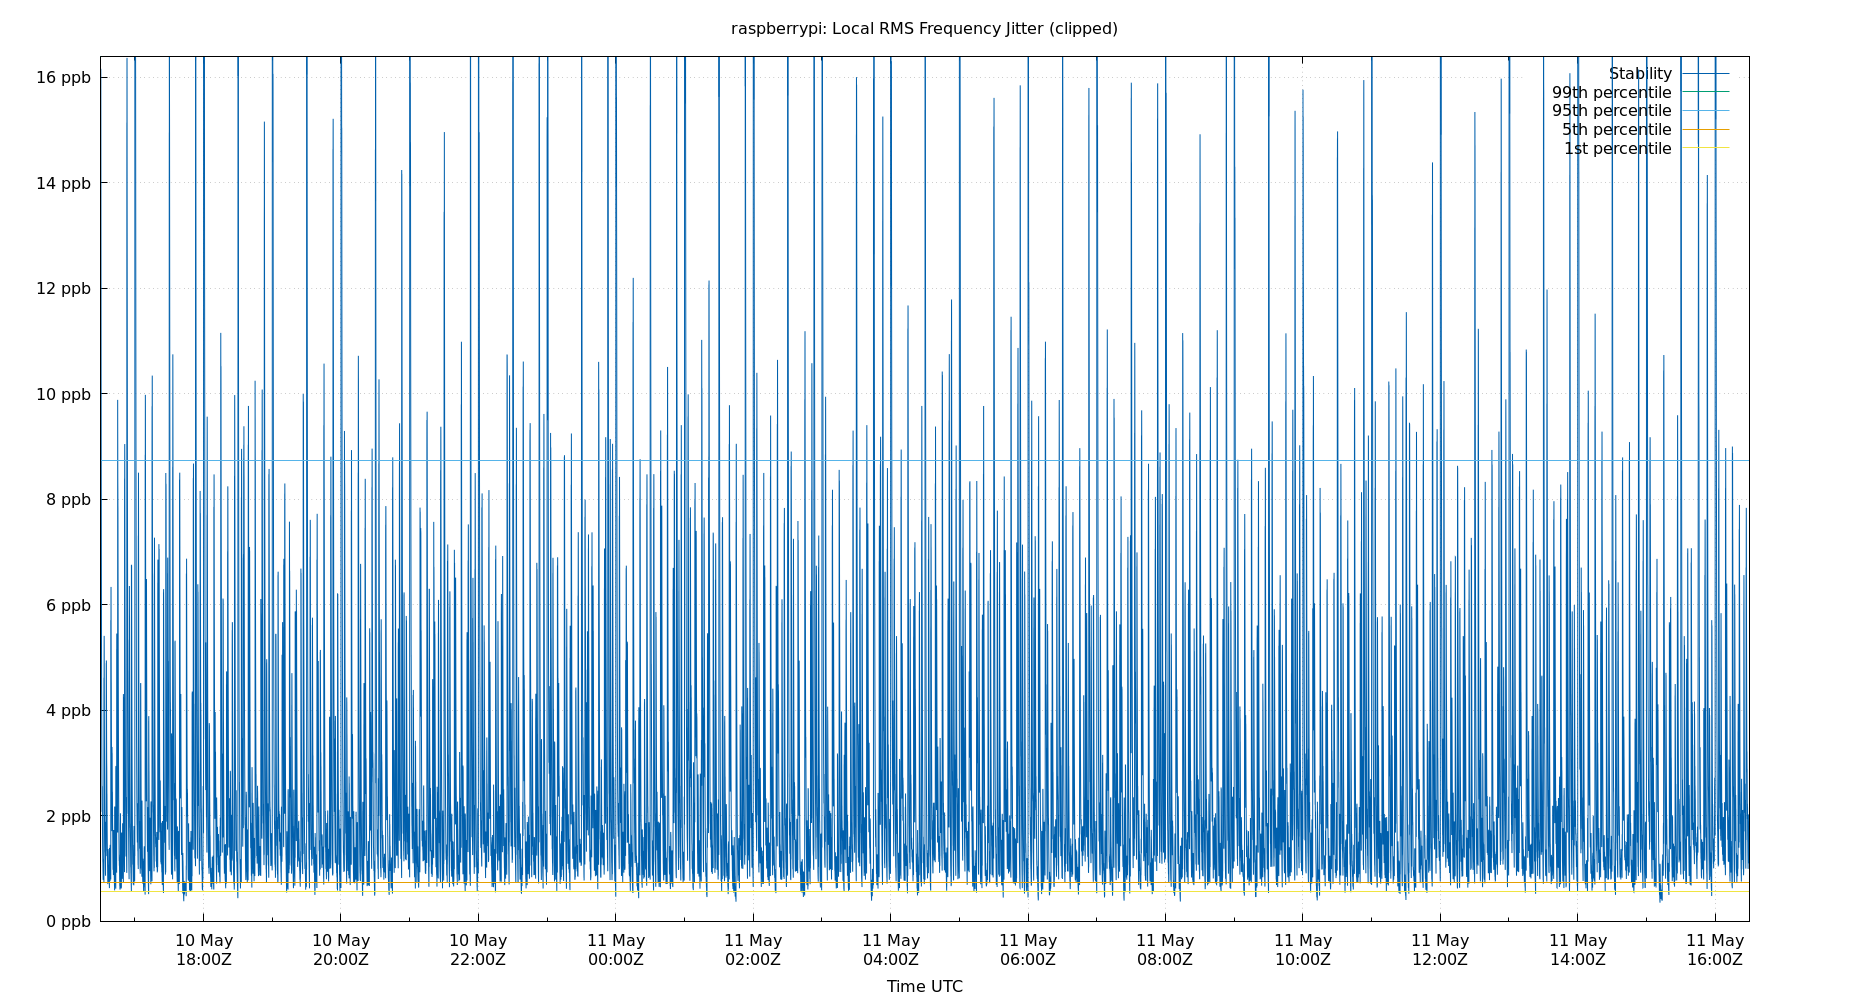 raspberrypi: Local RMS Frequency Jitter (clipped)
16 ppb
14 ppb
12 ppb
10 ppb
8 ppb
6 ppb
4 ppb
2 ppb
0 ppb
Stability
99th percentile
95th percentile
5th percentile
1st percentile
10 May 10 May 10 May 11 May 11 May 11 May 11 May 11 May 11 May 11 May 11 May 11 May
18:00Z 20:00Z 22:00Z 00:00Z 02:00Z 04:00Z 06:00Z 08:00Z 10:00Z 12:00Z 14:00Z 16:00Z
Time UTC